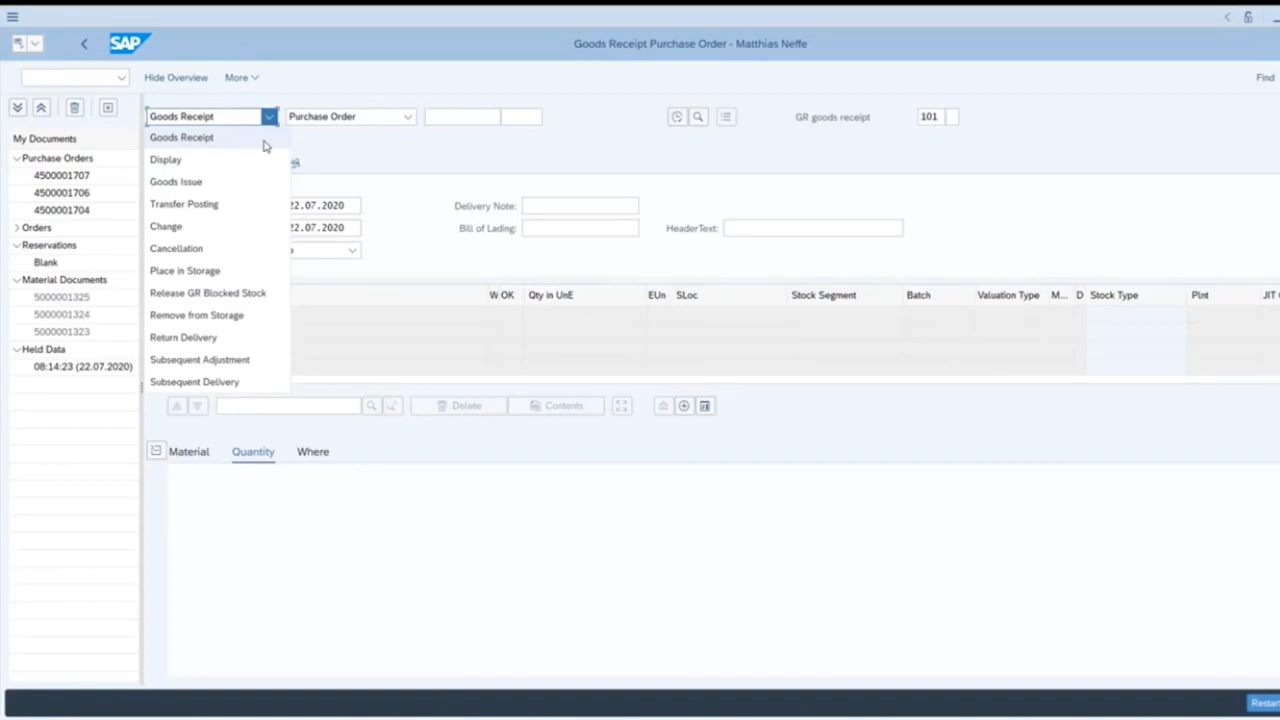 SAP
Goods Receipt Purchase Order - Matthias Neffe
Hide Overview More Find
Goods Receipt Purchase Order GR goods receipt 101
My Documents
Purchase Orders
4500001707
4500001706
4500001704
Orders
Reservations
Blank
Material Documents
5000001325
5000001324
5000001323
Held Data
08:14:23 (22.07.2020)
Goods Receipt
Display
Goods Issue
Transfer Posting
Change
Cancellation
Place in Storage
Release GR Blocked Stock
Remove from Storage
Return Delivery
Subsequent Adjustment
Subsequent Delivery
22.07.2020 Delivery Note:
22.07.2020 Bill of Lading: HeaderText:
W OK Qty in UnE EUn SLoc Stock Segment Batch Valuation Type M... D Stock Type Plnt JIT
Delete Contents
Material Quantity Where
Restar